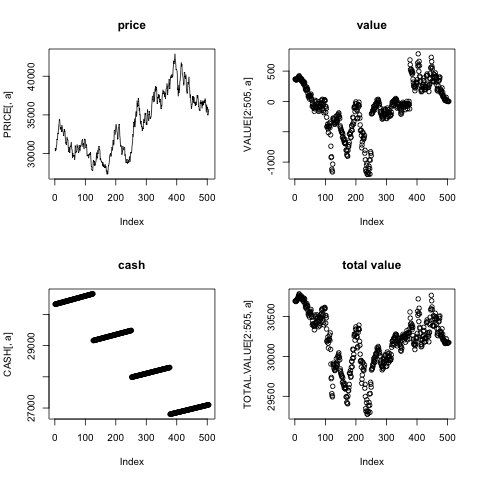 price
PRICE[, a]
40000
35000
30000
0 100 200 300 400 500
Index
value
VALUE[2:505, a]
500
0
-1000
0 100 200 300 400 500
Index
cash
CASH[, a]
29000
27000
0 100 200 300 400 500
Index
total value
TOTAL.VALUE[2:505, a]
30500
30000
29500
0 100 200 300 400 500
Index